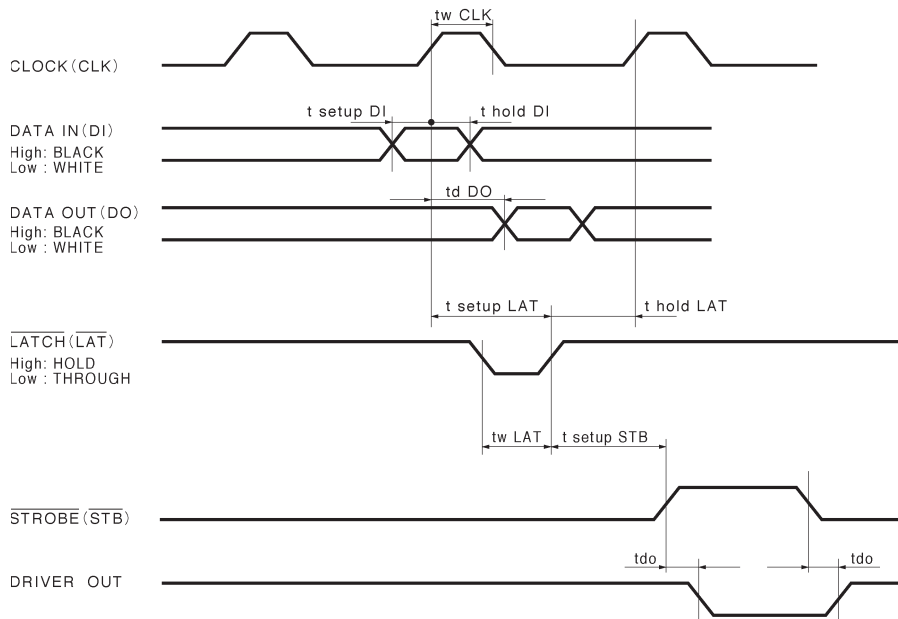 tw CLK
CLOCK(CLK)
t setup DI
t hold DI
DATA IN(DI)
High: BLACK
Low : WHITE
td DO
DATA OUT(DO)
High: BLACK
Low : WHITE
t setup LAT
t hold LAT
LATCH(LAT)
High: HOLD
Low : THROUGH
tw LAT
t setup STB
STROBE(STB)
tdo
tdo
DRIVER OUT